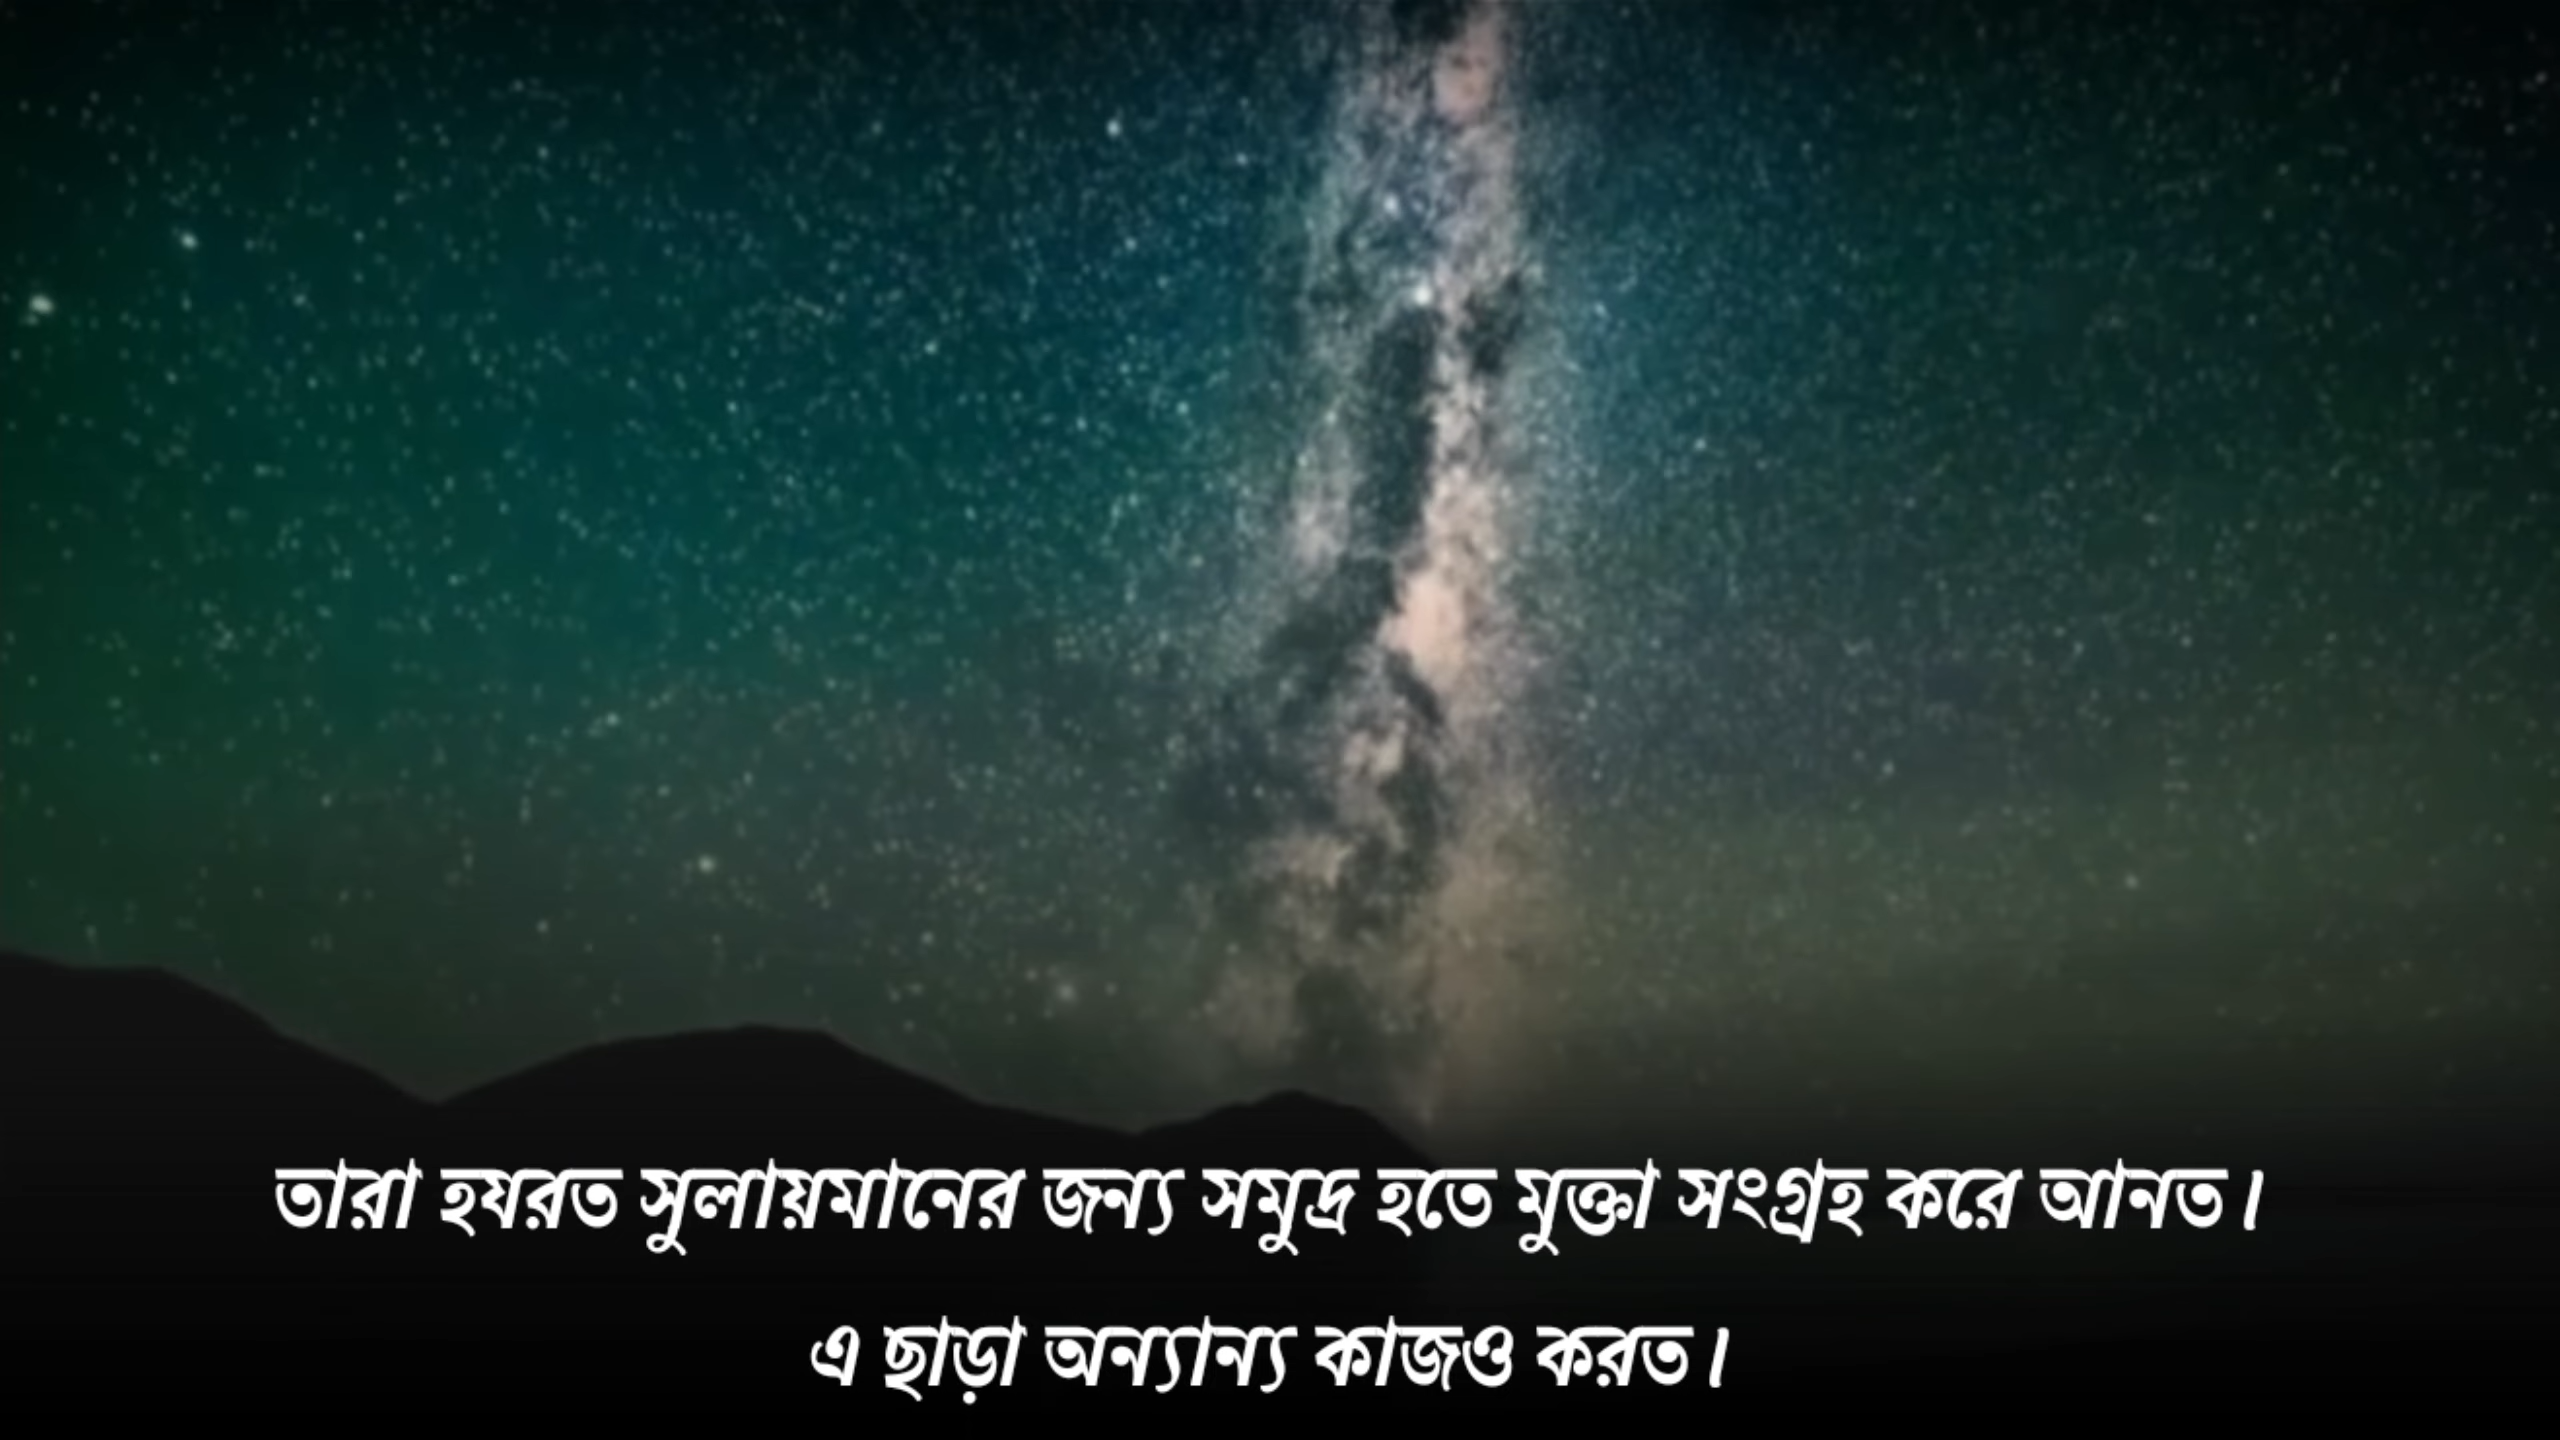 তারা হযরত সুলায়মানের জন্য সমুদ্র হতে মুক্তা সংগ্রহ করে আনত।
এ ছাড়া অন্যান্য কাজও করত।